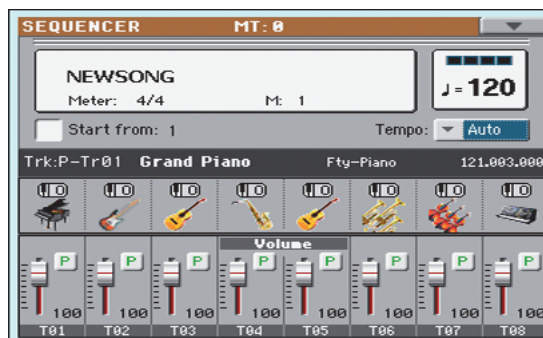 SEQUENCER MT: 0
NEWSONG
Meter: 4/4 M: 1
♩ = 120
Start from: 1 Tempo: Auto
Trk:P-Tr01 Grand Piano Fty-Piano 121.003.000
Volume
P P P P P P P P
100 100 100 100 100 100 100 100
T01 T02 T03 T04 T05 T06 T07 T08